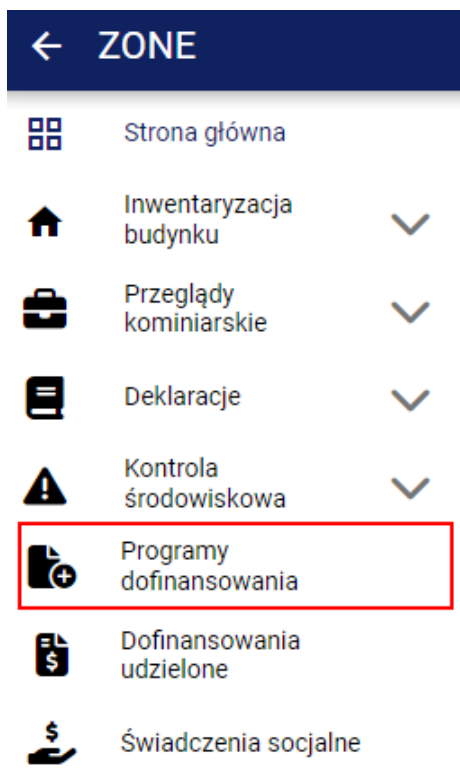 ZONE
Strona główna
Inwentaryzacja
budynku
Przeglądy
kominiarskie
Deklaracje
Kontrola
środowiskowa
Programy
dofinansowania
Dofinansowania
udzielone
Świadczenia socjalne